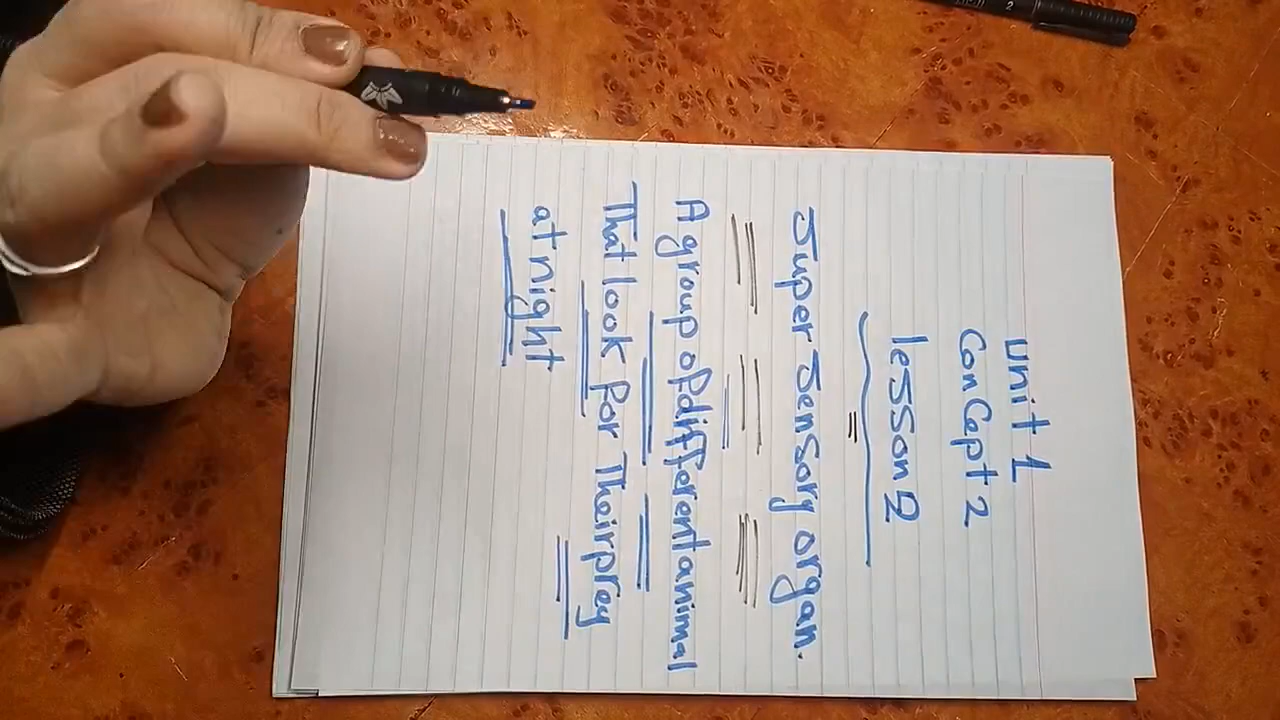 Unit 1
Concept 2
lesson 2
Super Sensory organ.
A group of different animal
That look for Their prey
at night
2